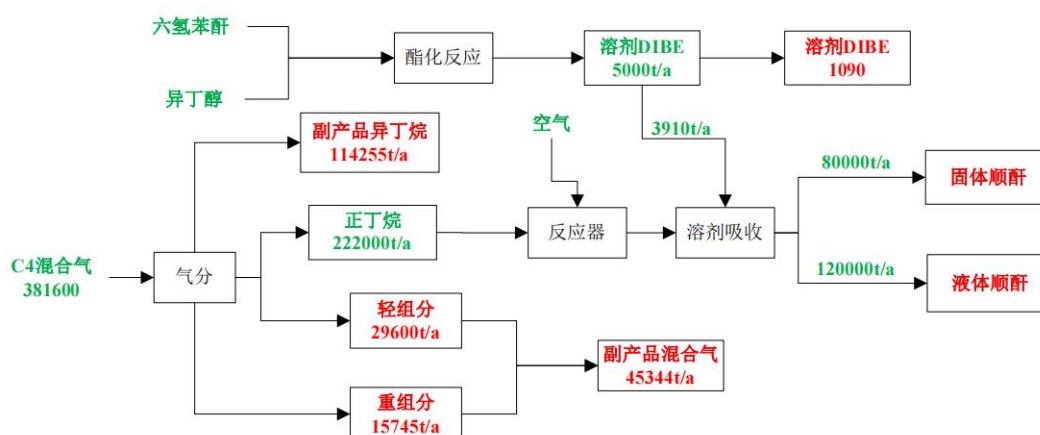 六氢苯酐
异丁醇
酯化反应
溶剂DIBE
5000t/a
溶剂DIBE
1090
副产品异丁烷
114255t/a
空气
3910t/a
80000t/a
固体顺酐
正丁烷
222000t/a
反应器
溶剂吸收
C4混合气
381600
气分
120000t/a
液体顺酐
轻组分
29600t/a
副产品混合气
45344t/a
重组分
15745t/a